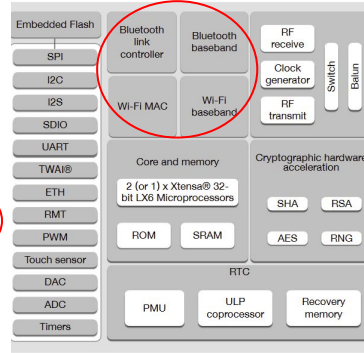 Embedded Flash
SPI
I2C
I2S
SDIO
UART
TWAI®
ETH
RMT
PWM
Touch sensor
DAC
ADC
Timers
Bluetooth
link
controller
Bluetooth
baseband
Wi-Fi MAC
Wi-Fi
baseband
RF
receive
Clock
generator
RF
transmit
Switch
Balun
Core and memory
2 (or 1) x Xtensa® 32-
bit LX6 Microprocessors
ROM
SRAM
Cryptographic hardware
acceleration
SHA
RSA
AES
RNG
RTC
PMU
ULP
coprocessor
Recovery
memory